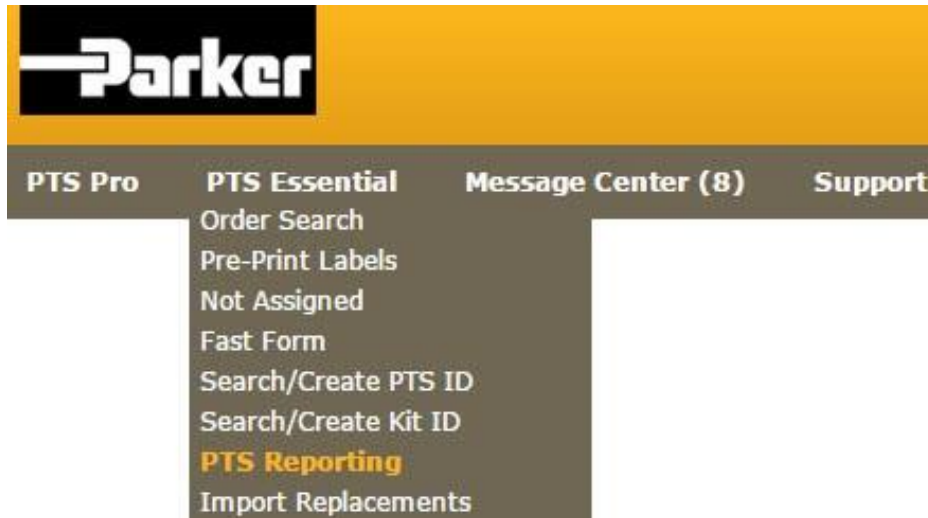 Parker
PTS Pro PTS Essential Message Center (8) Support
Order Search
Pre-Print Labels
Not Assigned
Fast Form
Search/Create PTS ID
Search/Create Kit ID
PTS Reporting
Import Replacements